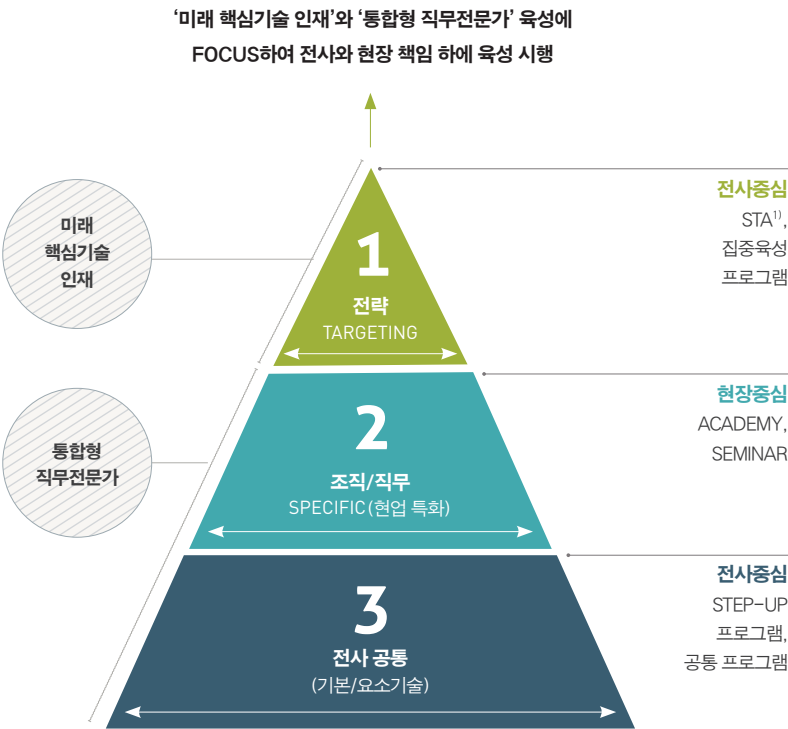 ‘미래 핵심기술 인재’와 ‘통합형 직무전문가’ 육성에
FOCUS하여 전사와 현장 책임 하에 육성 시행
미래
핵심기술
인재
1
전략
TARGETING
전사중심
STA¹⁾,
집중육성
프로그램
통합형
직무전문가
2
조직/직무
SPECIFIC(현업 특화)
현장중심
ACADEMY,
SEMINAR
3
전사 공통
(기본/요소기술)
전사중심
STEP-UP
프로그램,
공통 프로그램